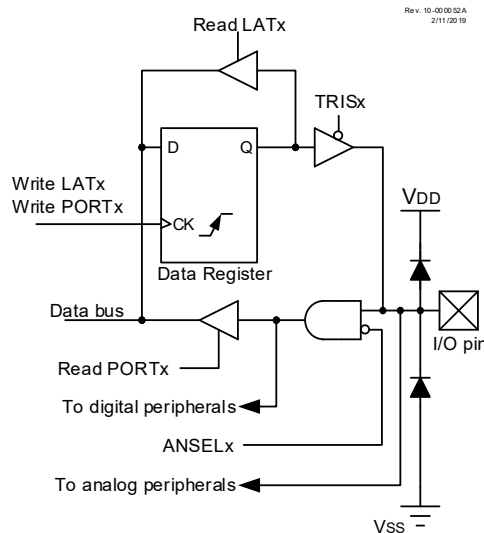 Rev. 10-000052A
2/11/2019
Read LATx
TRISx
D
Q
Write LATx
Write PORTx
CK
VDD
Data Register
Data bus
I/O pin
Read PORTx
To digital peripherals
ANSELx
To analog peripherals
VSS